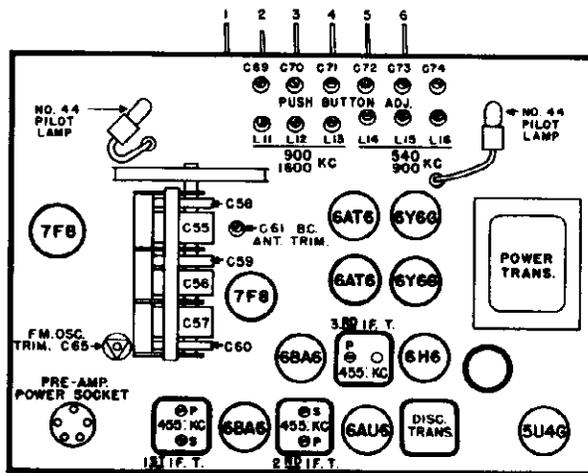 1 2 3 4 5 6
C69 C70 C71 C72 C73 C74
PUSH BUTTON ADJ.
L11 L12 L13 L14 L15 L16
900
1600 KC
540
900 KC
NO. 44
PILOT
LAMP
NO. 44
PILOT
LAMP
7F8
C58
C55
C61 B.C.
ANT. TRIM.
C59
C56
7F8
C57
C60
FM. OSC.
TRIM. C65
6AT6
6Y6G
6AT6
6Y6G
POWER
TRANS.
3RD I.F. T.
6BA6
P
455 KC
6H6
PRE-AMP.
POWER SOCKET
P
455 KC
S
1ST I.F. T.
6BA6
S
455 KC
P
2ND I.F. T.
6AU6
DISC.
TRANS.
5U4G